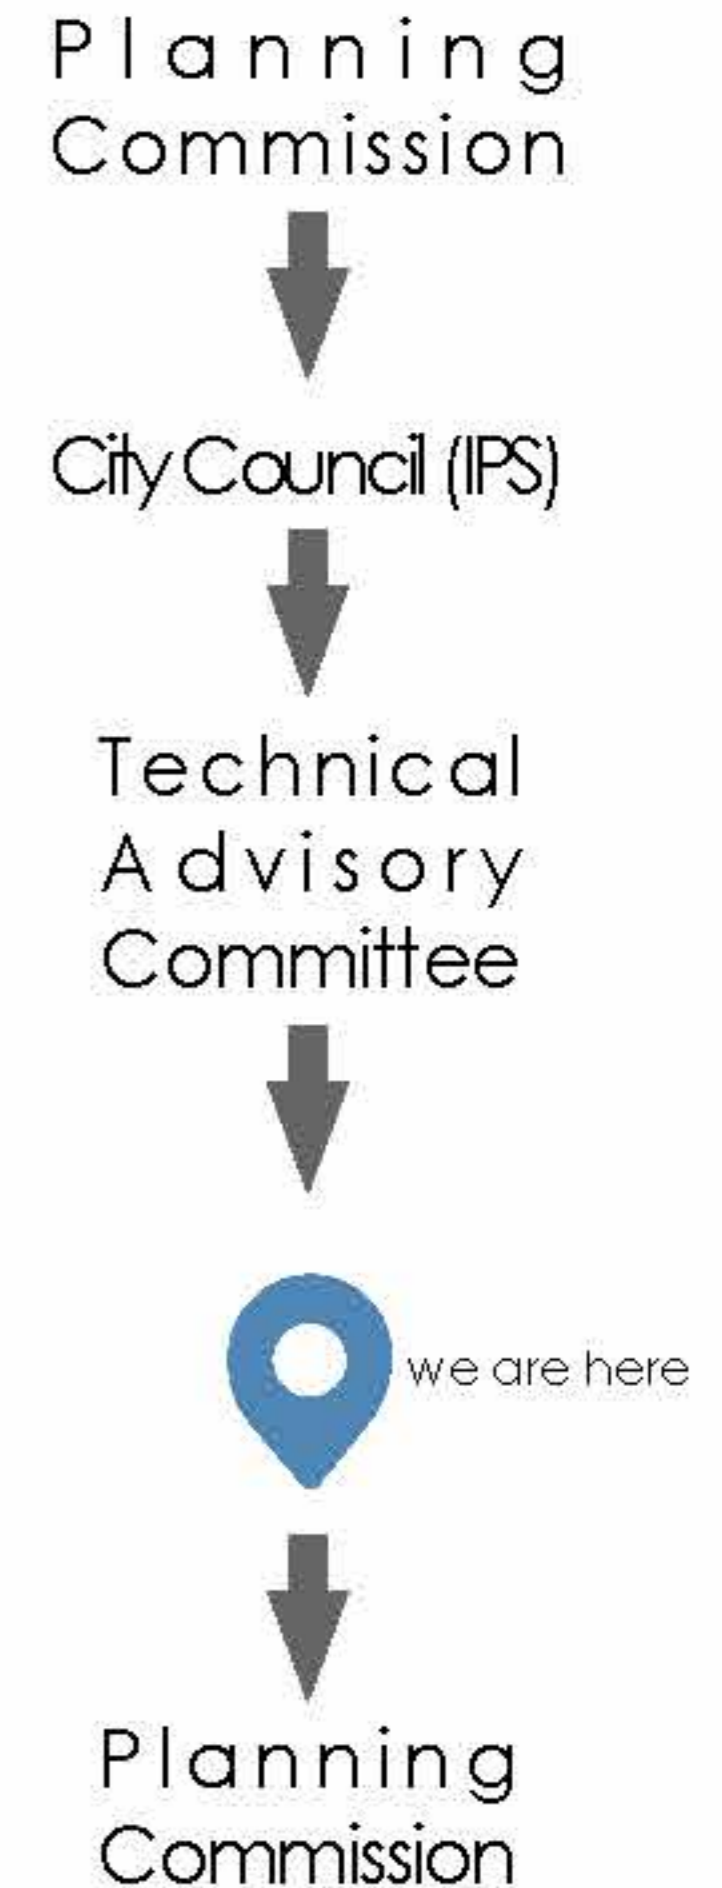 Planning
Commission
City Council (IPS)
Technical
Advisory
Committee
we are here
Planning
Commission